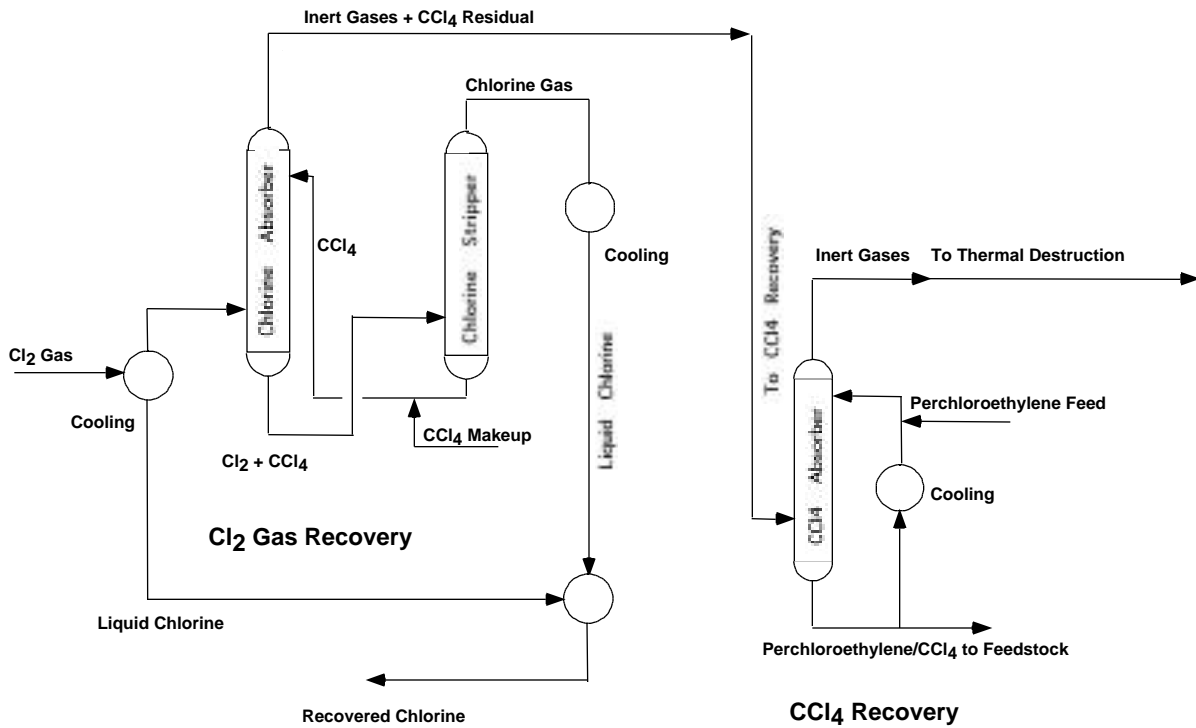 Inert Gases + CCl4 Residual
Chlorine Gas
Chlorine Absorber
Chlorine Stripper
CCl4
Cooling
To CCl4 Recovery
Inert Gases To Thermal Destruction
Cl2 Gas
Cooling
Liquid Chlorine
CCl4 Absorber
Perchloroethylene Feed
CCl4 Makeup
Cl2 + CCl4
Cooling
Cl2 Gas Recovery
Liquid Chlorine
Perchloroethylene/CCl4 to Feedstock
Recovered Chlorine
CCl4 Recovery